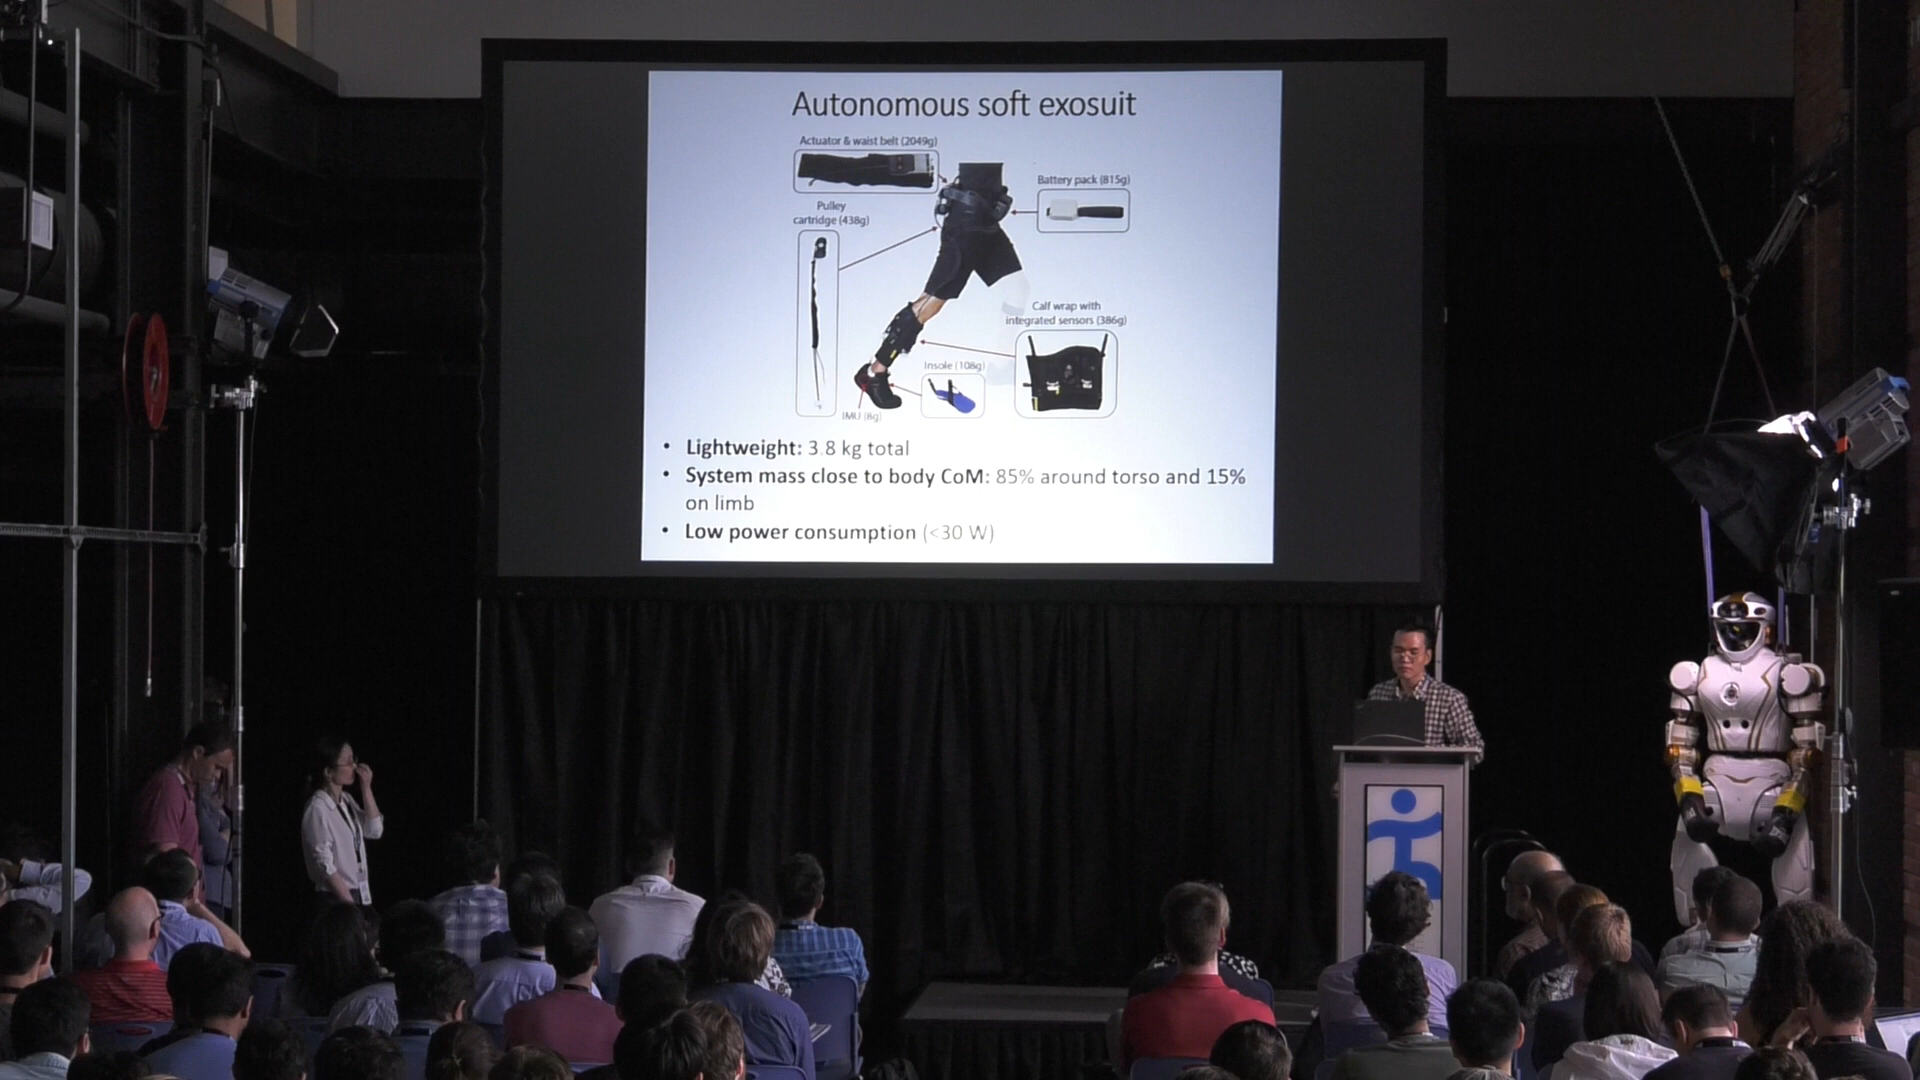 Autonomous soft exosuit
Actuator & waist belt (2049g)
Battery pack (815g)
Pulley
cartridge (438g)
Calf wrap with
integrated sensors (386g)
Insole (108g)
IMU (8g)
• Lightweight: 3.8 kg total
• System mass close to body CoM: 85% around torso and 15%
on limb
• Low power consumption (<30 W)